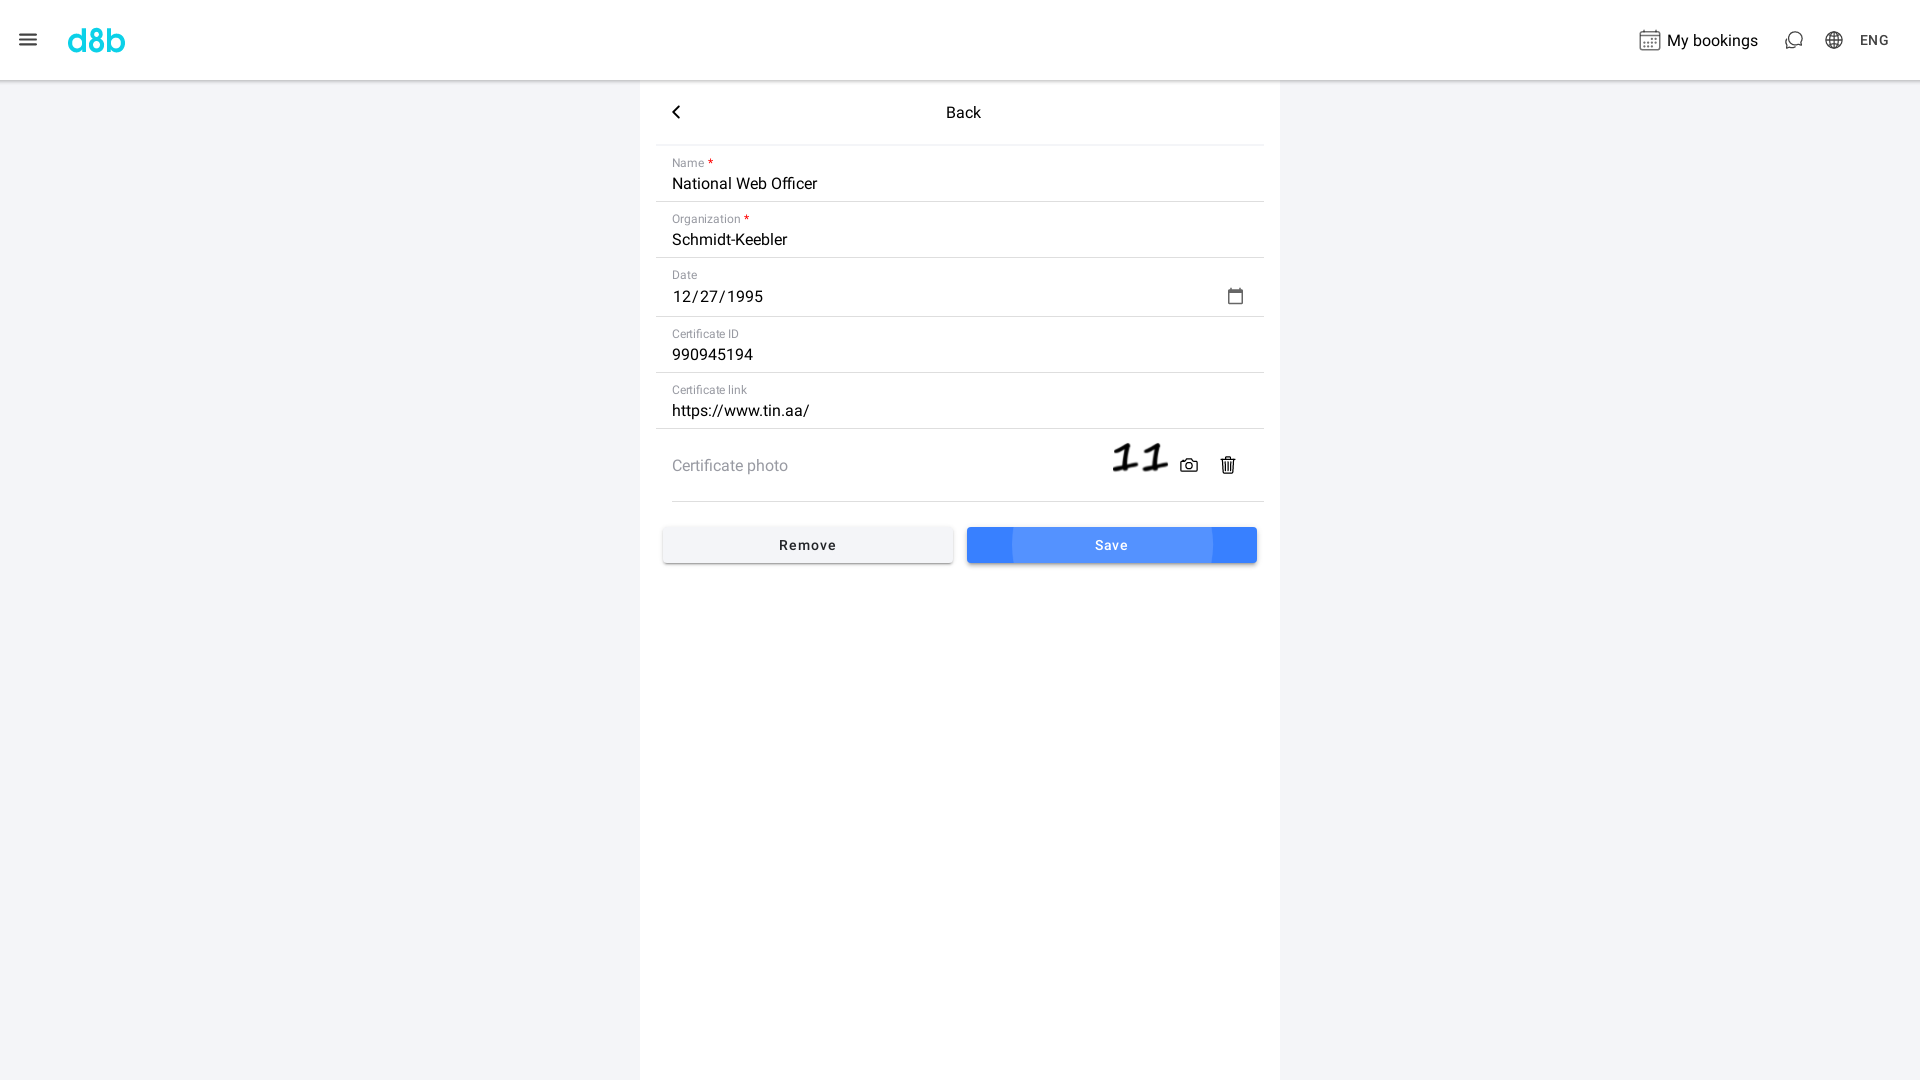 d8b
My bookings
ENG
Back
Name *
National Web Officer
Organization *
Schmidt-Keebler
Date
12/27/1995
Certificate ID
990945194
Certificate link
https://www.tin.aa/
Certificate photo
11
Remove
Save